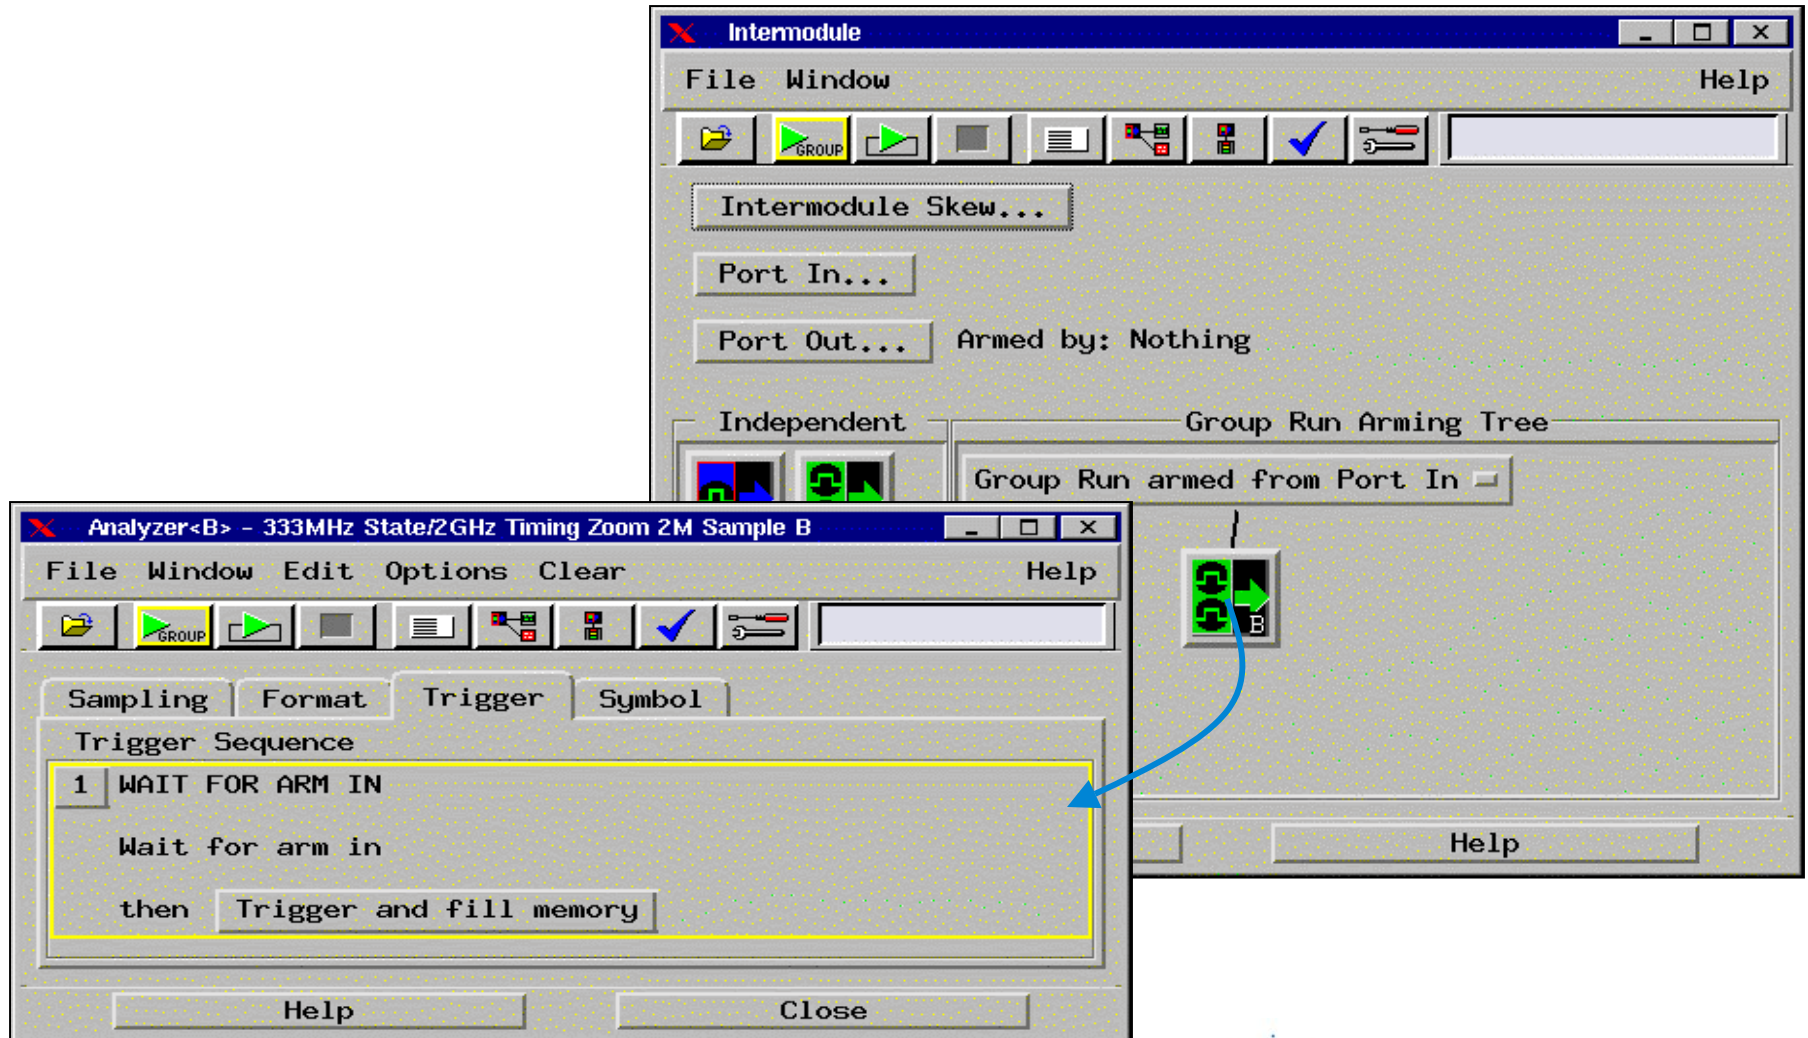 Intermodule
File Window Help
GROUP
Intermodule Skew...
Port In...
Port Out... Armed by: Nothing
Independent Group Run Arming Tree
Group Run armed from Port In
B
Help
Analyzer<B> - 333MHz State/2GHz Timing Zoom 2M Sample B
File Window Edit Options Clear Help
GROUP
Sampling Format Trigger Symbol
Trigger Sequence
1 WAIT FOR ARM IN
Wait for arm in
then Trigger and fill memory
Help Close